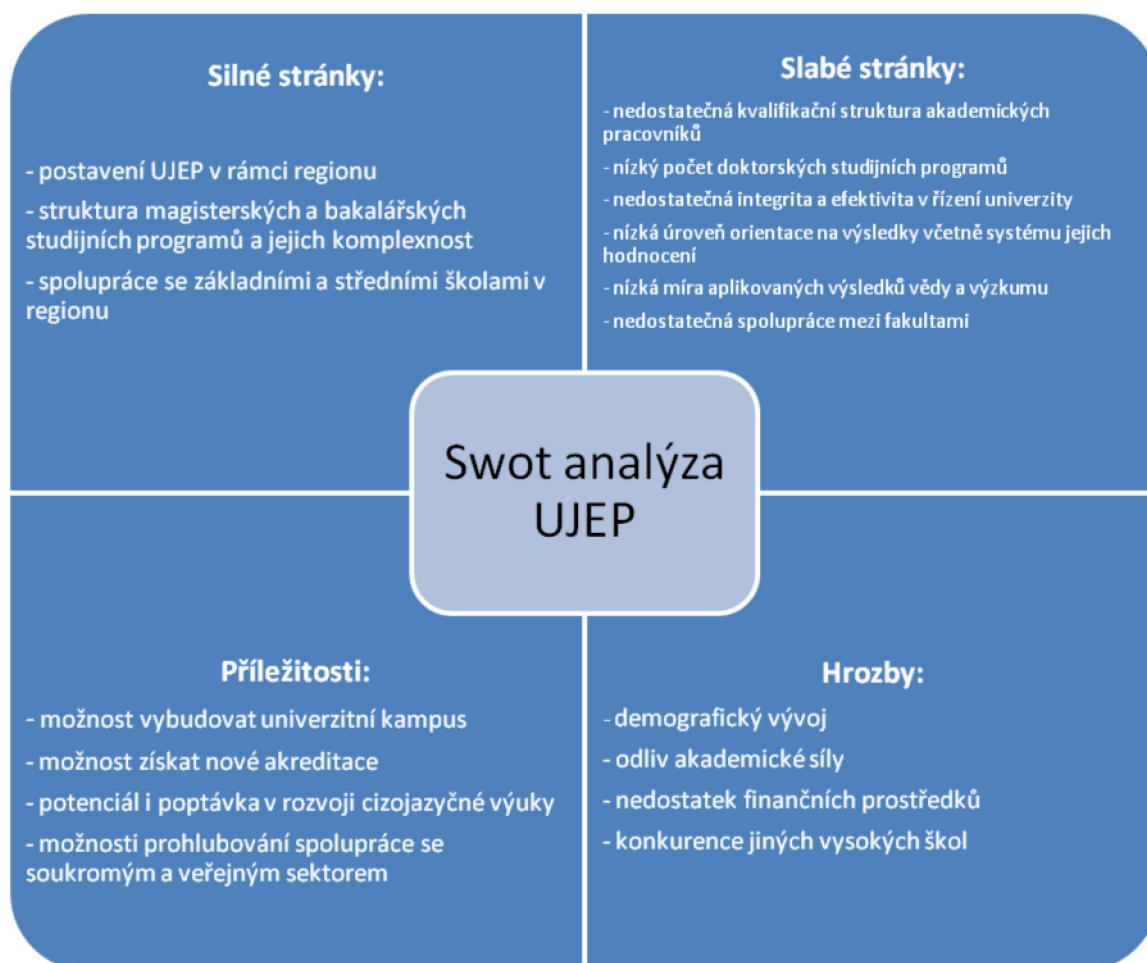 Silné stránky:
- postavení UJEP v rámci regionu
- struktura magisterských a bakalářských
studijních programů a jejich komplexnost
- spolupráce se základními a středními školami v
regionu
Slabé stránky:
- nedostatečná kvalifikační struktura akademických
pracovníků
- nízký počet doktorských studijních programů
- nedostatečná integrita a efektivita v řízení univerzity
- nízká úroveň orientace na výsledky včetně systému jejich
hodnocení
- nízká míra aplikovaných výsledků vědy a výzkumu
- nedostatečná spolupráce mezi fakultami
Swot analýza
UJEP
Příležitosti:
- možnost vybudovat univerzitní kampus
- možnost získat nové akreditace
- potenciál i poptávka v rozvoji cizojazyčné výuky
- možnosti prohlubování spolupráce se
soukromým a veřejným sektorem
Hrozby:
- demografický vývoj
- odliv akademické síly
- nedostatek finančních prostředků
- konkurence jiných vysokých škol